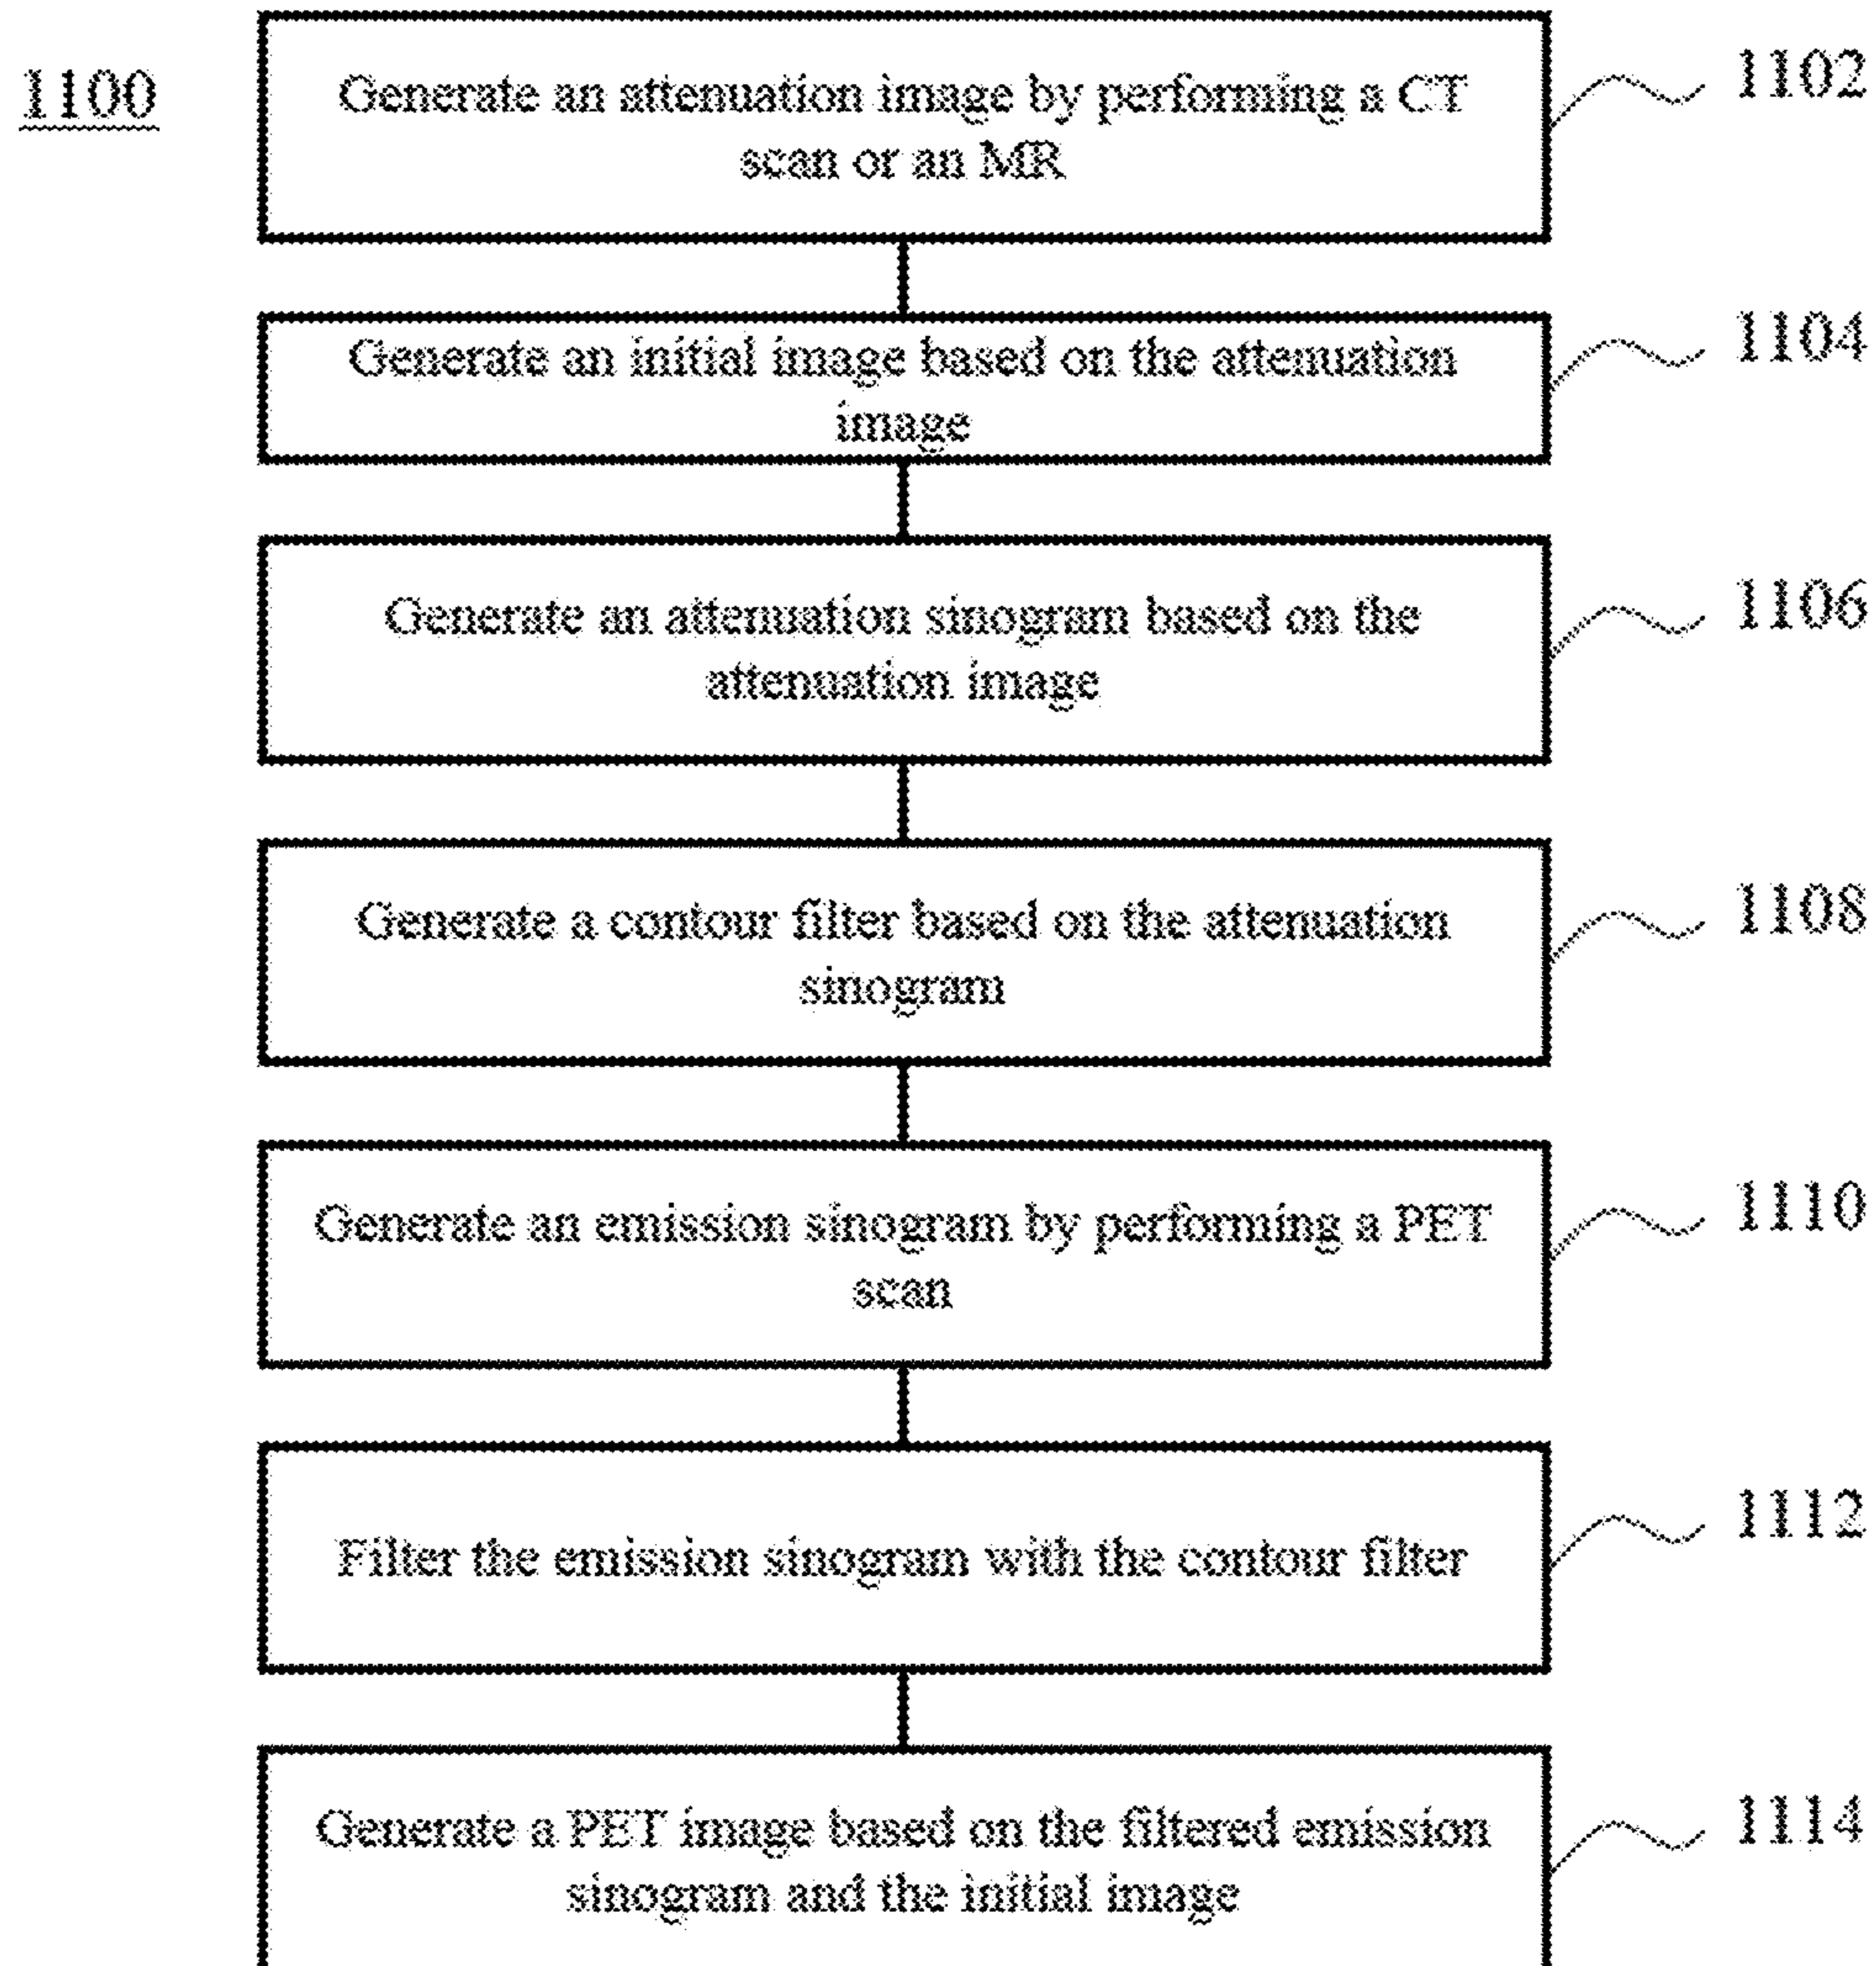 1100
Generate an attenuation image by performing a CT
scan or an MR
1102
Generate an initial image based on the attenuation
image
1104
Generate an attenuation sinogram based on the
attenuation image
1106
Generate a contour filter based on the attenuation
sinogram
1108
Generate an emission sinogram by performing a PET
scan
1110
Filter the emission sinogram with the contour filter
1112
Generate a PET image based on the filtered emission
sinogram and the initial image
1114